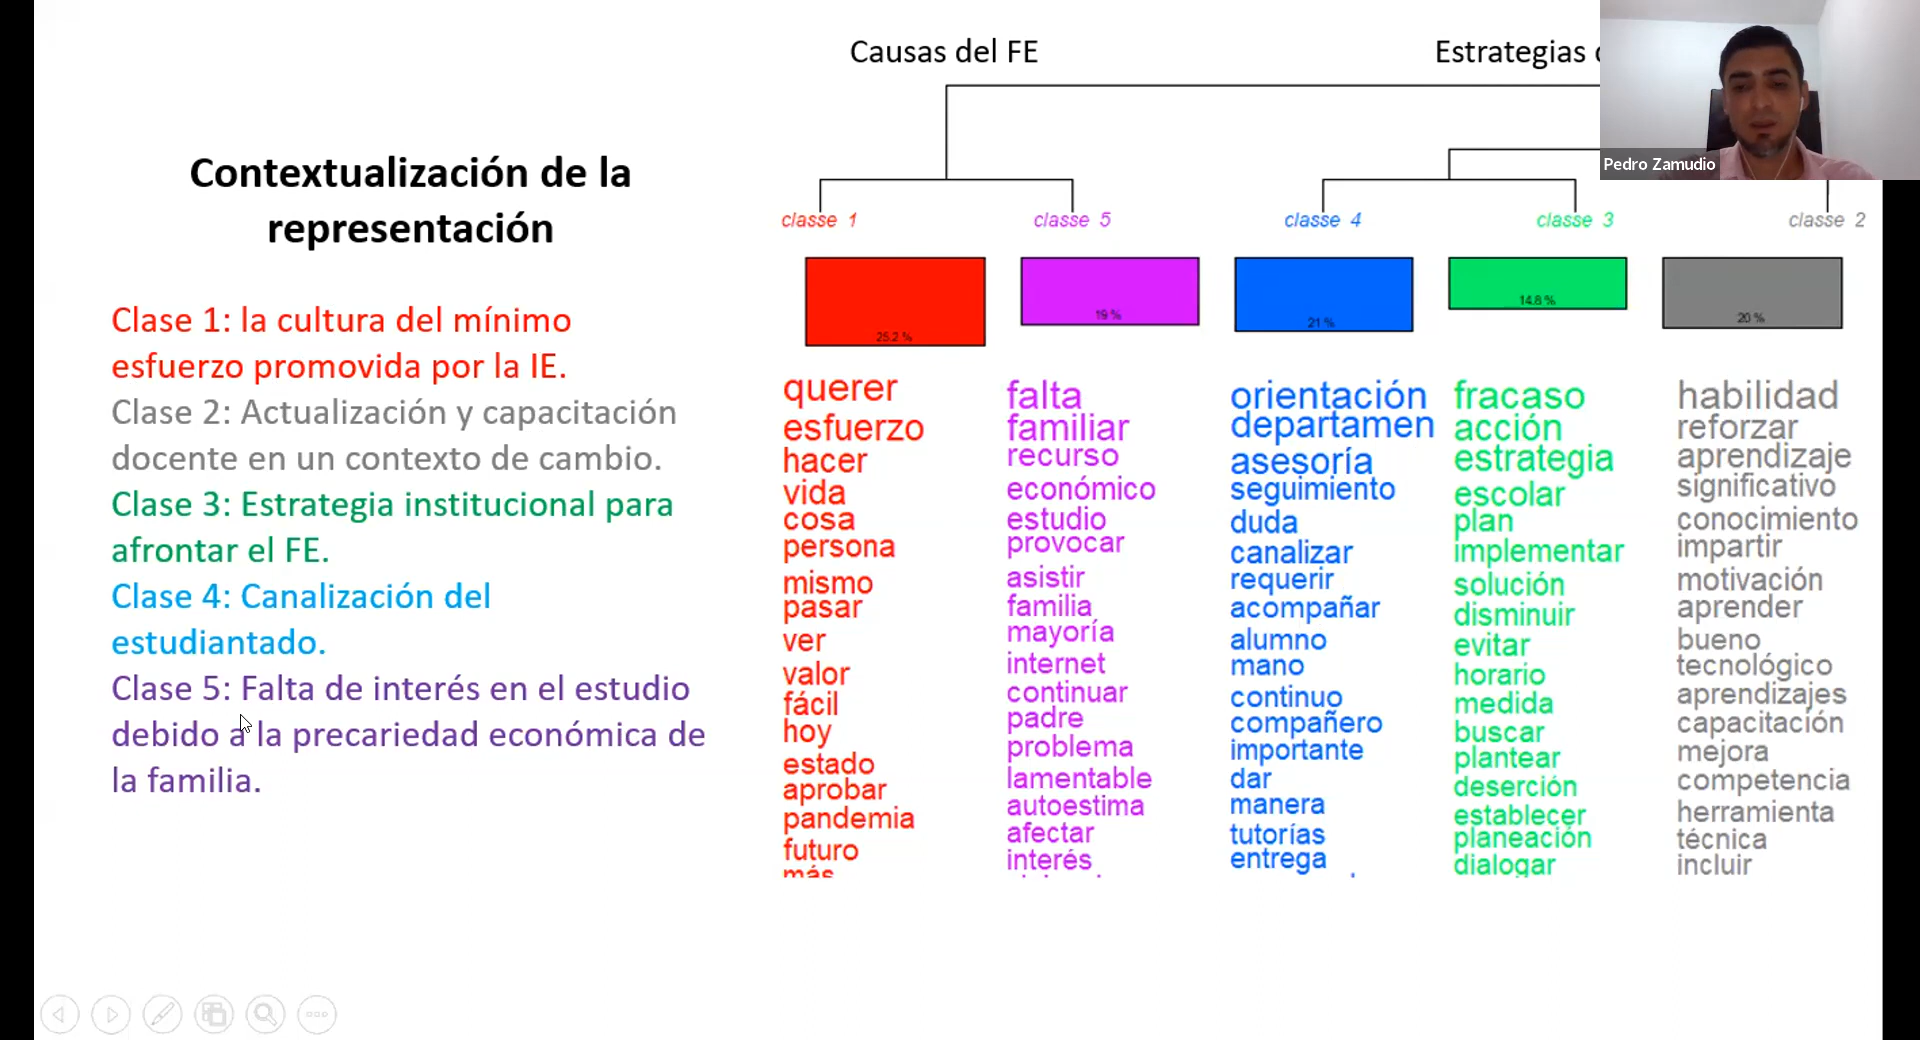 Causas del FE
Estrategias
Pedro Zamudio
Contextualización de la
representación
Clase 1: la cultura del mínimo
esfuerzo promovida por la IE.
Clase 2: Actualización y capacitación
docente en un contexto de cambio.
Clase 3: Estrategia institucional para
afrontar el FE.
Clase 4: Canalización del
estudiantado.
Clase 5: Falta de interés en el estudio
debido a la precariedad económica de
la familia.
classe 1
25.2 %
querer
esfuerzo
hacer
vida
cosa
persona
mismo
pasar
ver
valor
fácil
hoy
estado
aprobar
pandemia
futuro
más
classe 5
19 %
falta
familiar
recurso
económico
estudio
provocar
asistir
familia
mayoría
internet
continuar
padre
problema
lamentable
autoestima
afectar
interés
classe 4
21 %
orientación
departamen
asesoría
seguimiento
duda
canalizar
requerir
acompañar
alumno
mano
continuo
compañero
importante
dar
manera
tutorías
entrega
classe 3
14.8 %
fracaso
acción
estrategia
escolar
plan
implementar
solución
disminuir
evitar
horario
medida
buscar
plantear
deserción
establecer
planeación
dialogar
classe 2
20 %
habilidad
reforzar
aprendizaje
significativo
conocimiento
impartir
motivación
aprender
bueno
tecnológico
aprendizajes
capacitación
mejora
competencia
herramienta
técnica
incluir